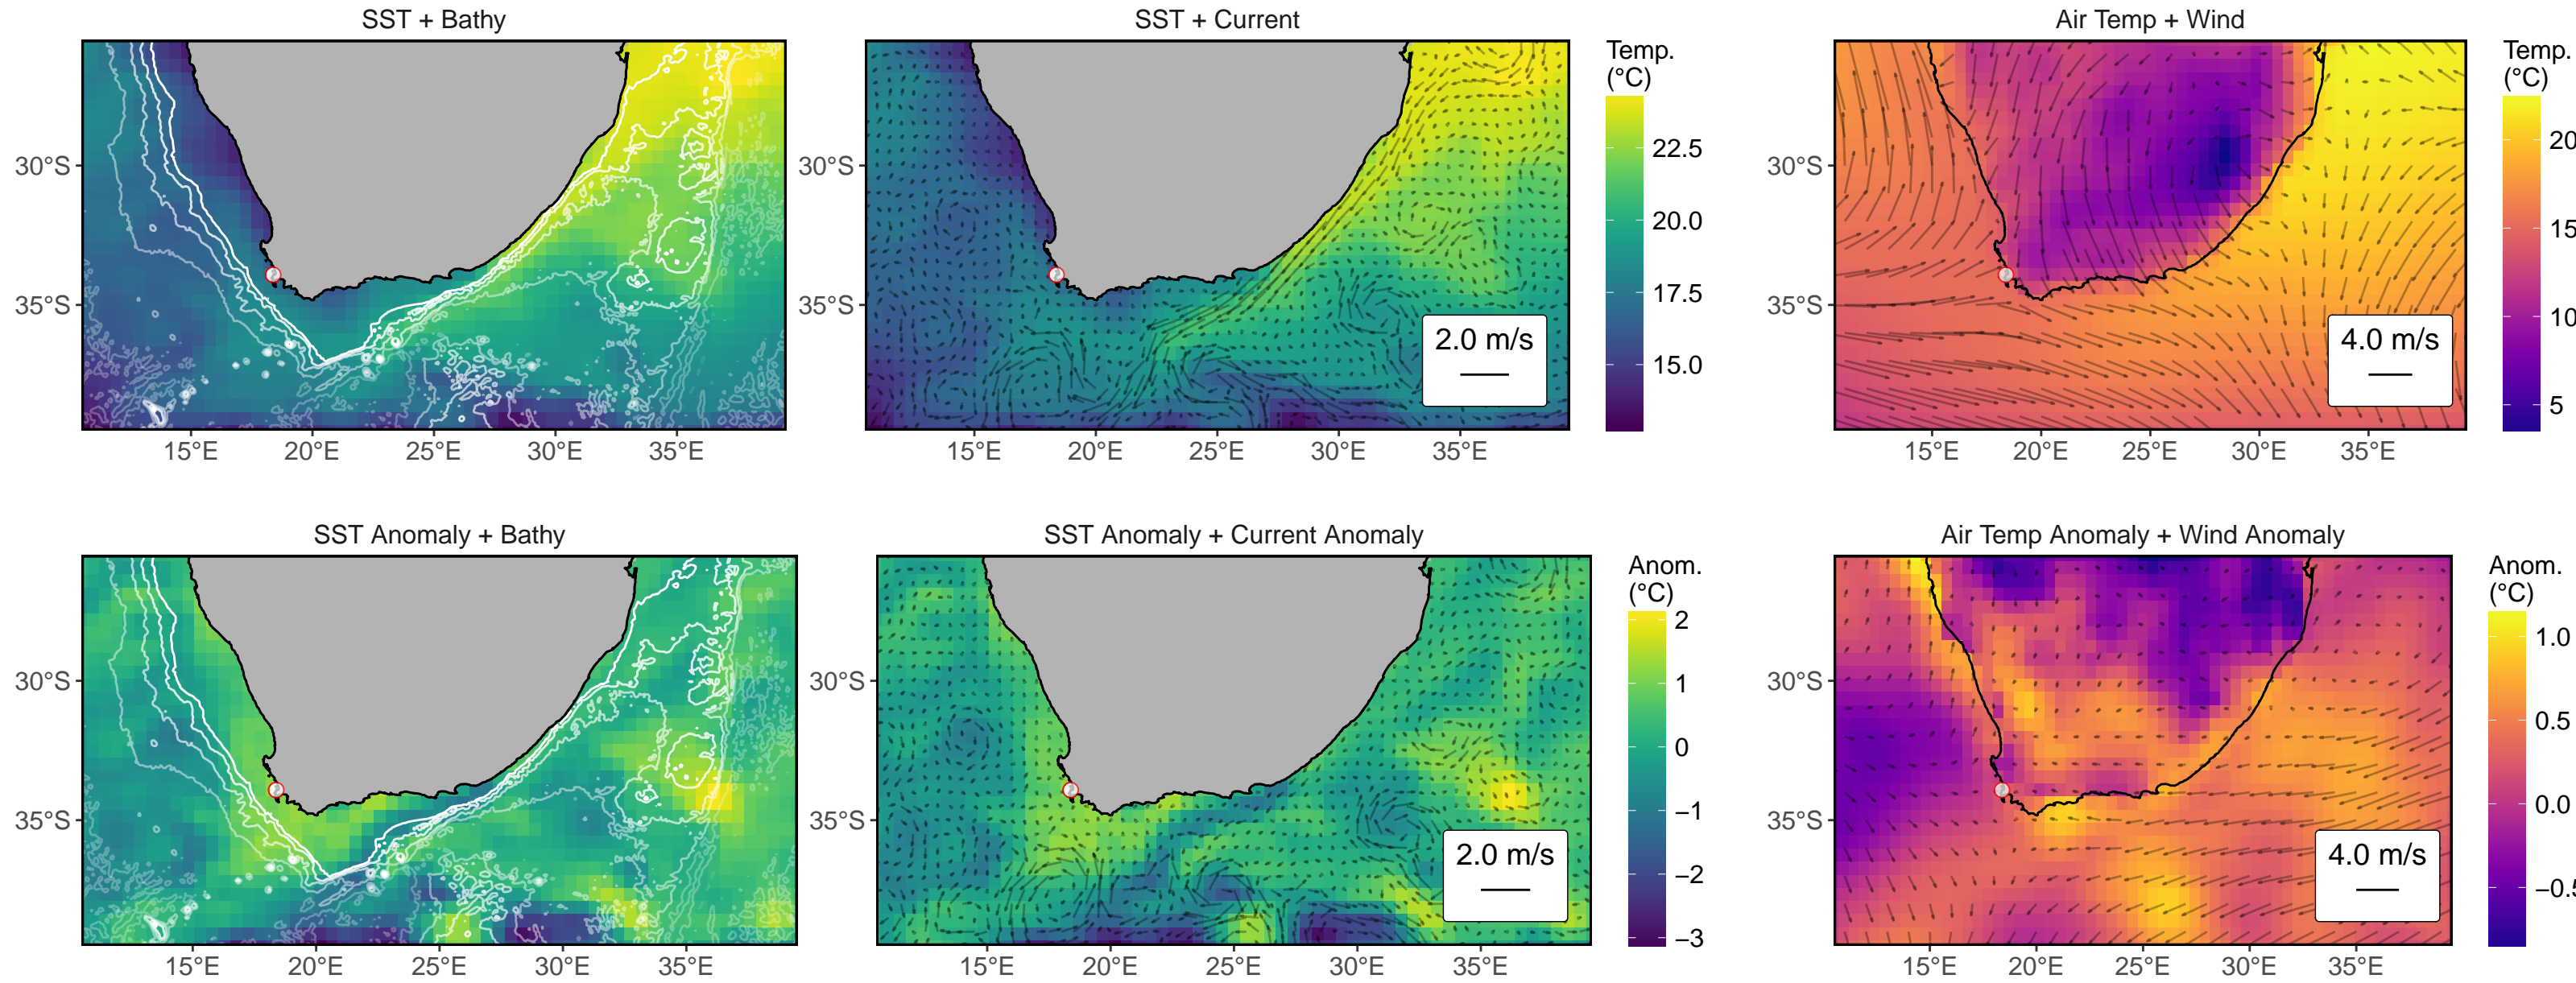 SST + Bathy
SST + Current
Air Temp + Wind
30°S
35°S
15°E 20°E 25°E 30°E 35°E
30°S
35°S
2.0 m/s
15°E 20°E 25°E 30°E 35°E
Temp.
(°C)
22.5
20.0
17.5
15.0
30°S
35°S
4.0 m/s
15°E 20°E 25°E 30°E 35°E
Temp.
(°C)
20
15
10
5
SST Anomaly + Bathy
SST Anomaly + Current Anomaly
Air Temp Anomaly + Wind Anomaly
30°S
35°S
15°E 20°E 25°E 30°E 35°E
30°S
35°S
2.0 m/s
15°E 20°E 25°E 30°E 35°E
Anom.
(°C)
2
1
0
−1
−2
−3
30°S
35°S
4.0 m/s
15°E 20°E 25°E 30°E 35°E
Anom.
(°C)
1.0
0.5
0.0
−0.5